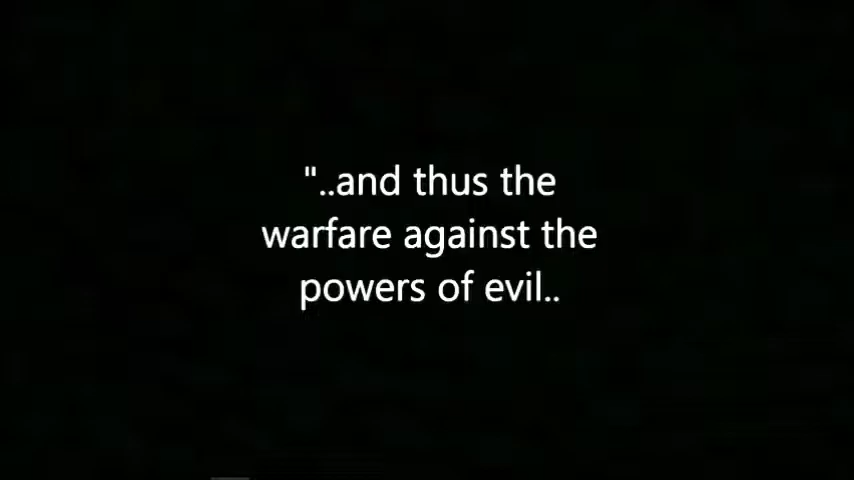 "..and thus the
warfare against the
powers of evil..